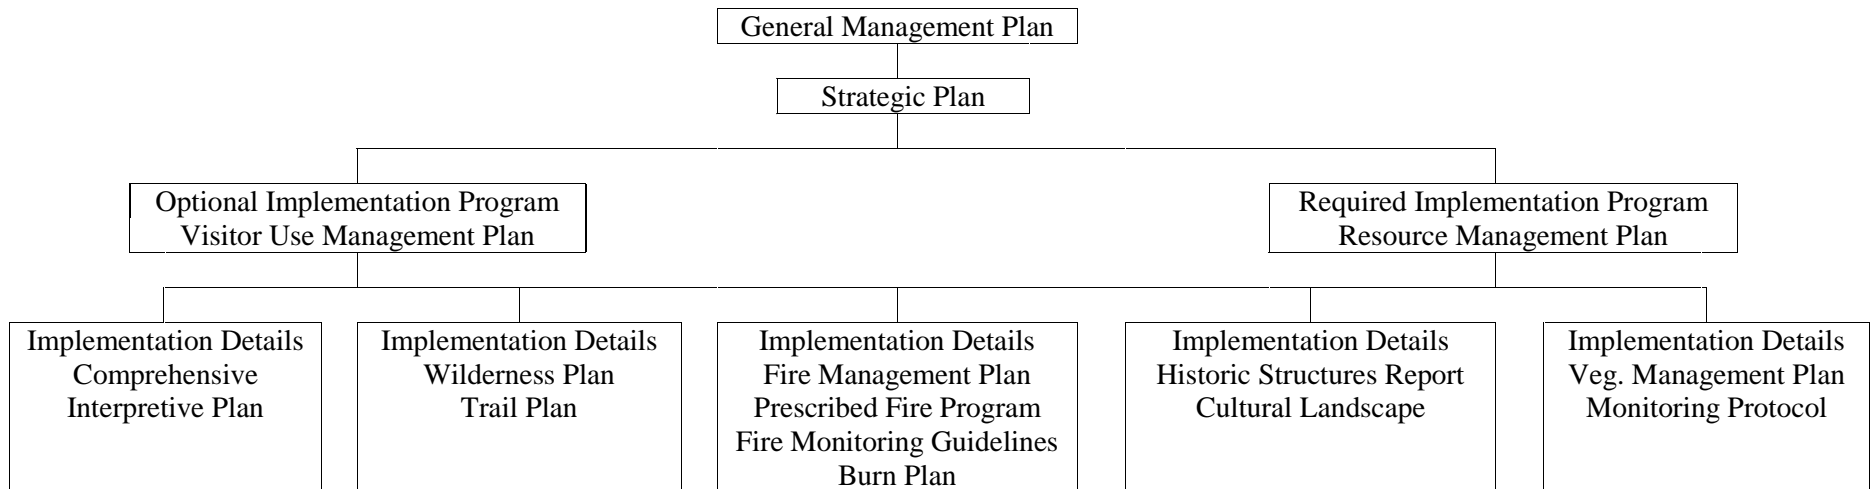 General Management Plan
Strategic Plan
Optional Implementation Program
Visitor Use Management Plan
Required Implementation Program
Resource Management Plan
Implementation Details
Comprehensive
Interpretive Plan
Implementation Details
Wilderness Plan
Trail Plan
Implementation Details
Fire Management Plan
Prescribed Fire Program
Fire Monitoring Guidelines
Burn Plan
Implementation Details
Historic Structures Report
Cultural Landscape
Implementation Details
Veg. Management Plan
Monitoring Protocol